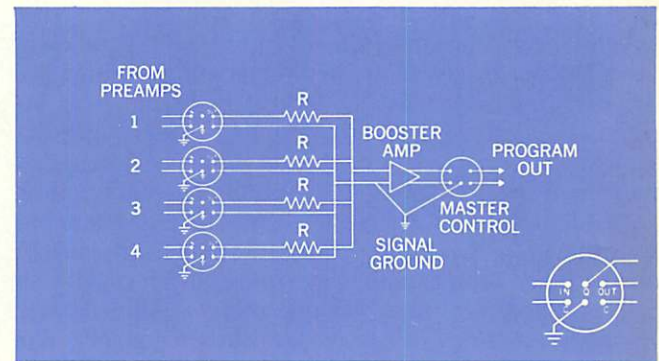 FROM
PREAMPS
1
R
2
R
3
R
4
R
BOOSTER
AMP
PROGRAM
OUT
MASTER
CONTROL
SIGNAL
GROUND
IN Q OUT
C C